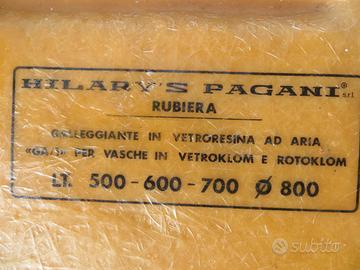 HILARY'S PAGANI® s.r.l.
RUBIERA
GALLEGGIANTE IN VETRORESINA AD ARIA
«GAS» PER VASCHE IN VETROKLOM E ROTOKLOM
LT. 500-600-700 Ø 800
subito